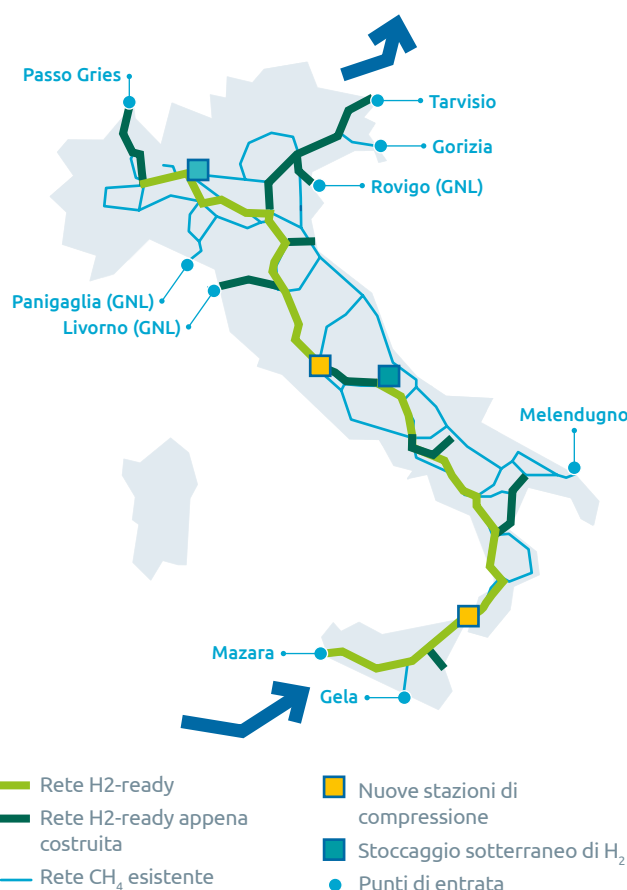 Passo Gries
Tarvisio
Gorizia
Rovigo (GNL)
Panigaglia (GNL)
Livorno (GNL)
Melendugno
Mazara
Gela
Rete H2-ready
Rete H2-ready appena
costruita
Rete CH₄ esistente
Nuove stazioni di
compressione
Stoccaggio sotterraneo di H₂
Punti di entrata